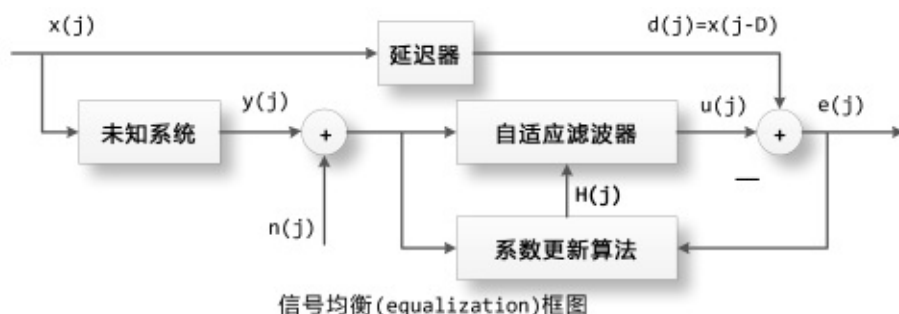 x(j)
延迟器
d(j)=x(j-D)
未知系统
y(j)
+
n(j)
自适应滤波器
u(j)
+
e(j)
—
H(j)
系数更新算法
信号均衡(equalization)框图